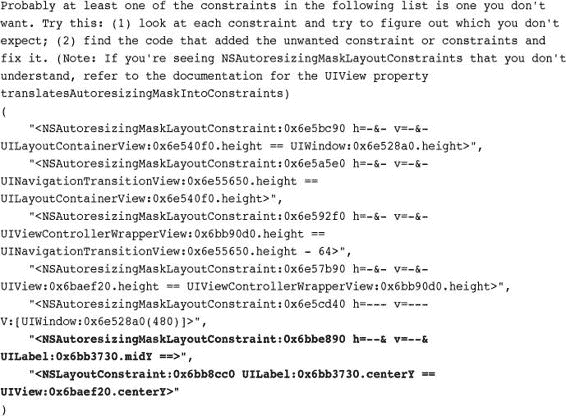 Probably at least one of the constraints in the following list is one you don't
want. Try this: (1) look at each constraint and try to figure out which you don't
expect; (2) find the code that added the unwanted constraint or constraints and
fix it. (Note: If you're seeing NSAutoresizingMaskLayoutConstraints that you don't
understand, refer to the documentation for the UIView property
translatesAutoresizingMaskIntoConstraints)
(
"<NSAutoresizingMaskLayoutConstraint:0x6e5bc90 h=-&- v=-&-
UILayoutContainerView:0x6e540f0.height == UIWindow:0x6e528a0.height>",
"<NSAutoresizingMaskLayoutConstraint:0x6e5a5e0 h=-&- v=-&-
UINavigationTransitionView:0x6e55650.height ==
UILayoutContainerView:0x6e540f0.height>",
"<NSAutoresizingMaskLayoutConstraint:0x6e592f0 h=-&- v=-&-
UIViewControllerWrapperView:0x6bb90d0.height ==
UINavigationTransitionView:0x6e55650.height - 64>",
"<NSAutoresizingMaskLayoutConstraint:0x6e57b90 h=-&- v=-&-
UIView:0x6baef20.height == UIViewControllerWrapperView:0x6bb90d0.height>",
"<NSAutoresizingMaskLayoutConstraint:0x6e5cd40 h=--- v=---
V:[UIWindow:0x6e528a0(480)]>",
"<NSAutoresizingMaskLayoutConstraint:0x6bbe890 h=--& v=--&
UILabel:0x6bb3730.midY ==>",
"<NSLayoutConstraint:0x6bb8cc0 UILabel:0x6bb3730.centerY ==
UIView:0x6baef20.centerY>"
)